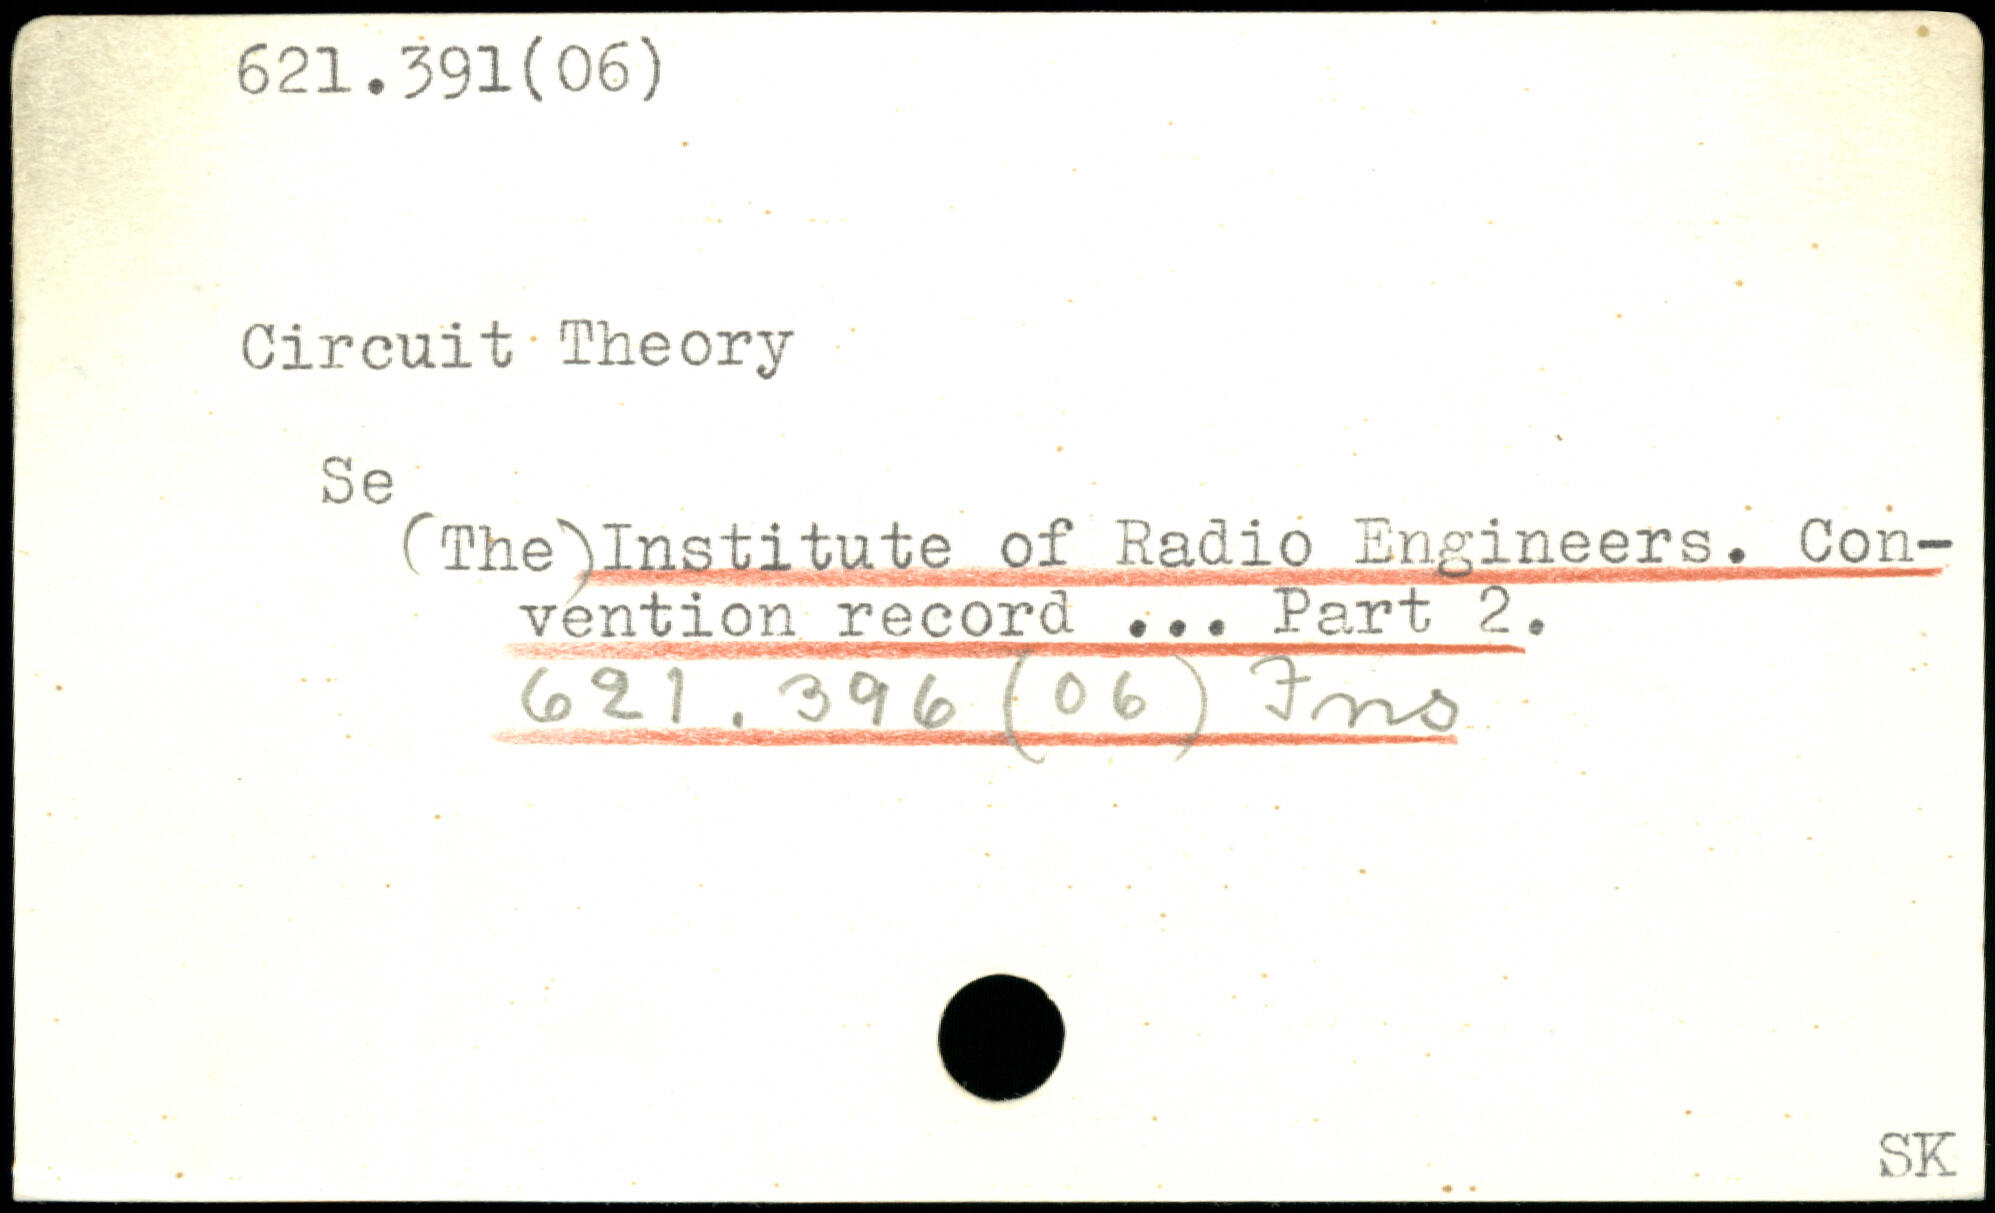 621.391(06)
Circuit Theory
Se
(The)Institute of Radio Engineers. Con-
vention record ... Part 2.
621.396(06) Ins
SK